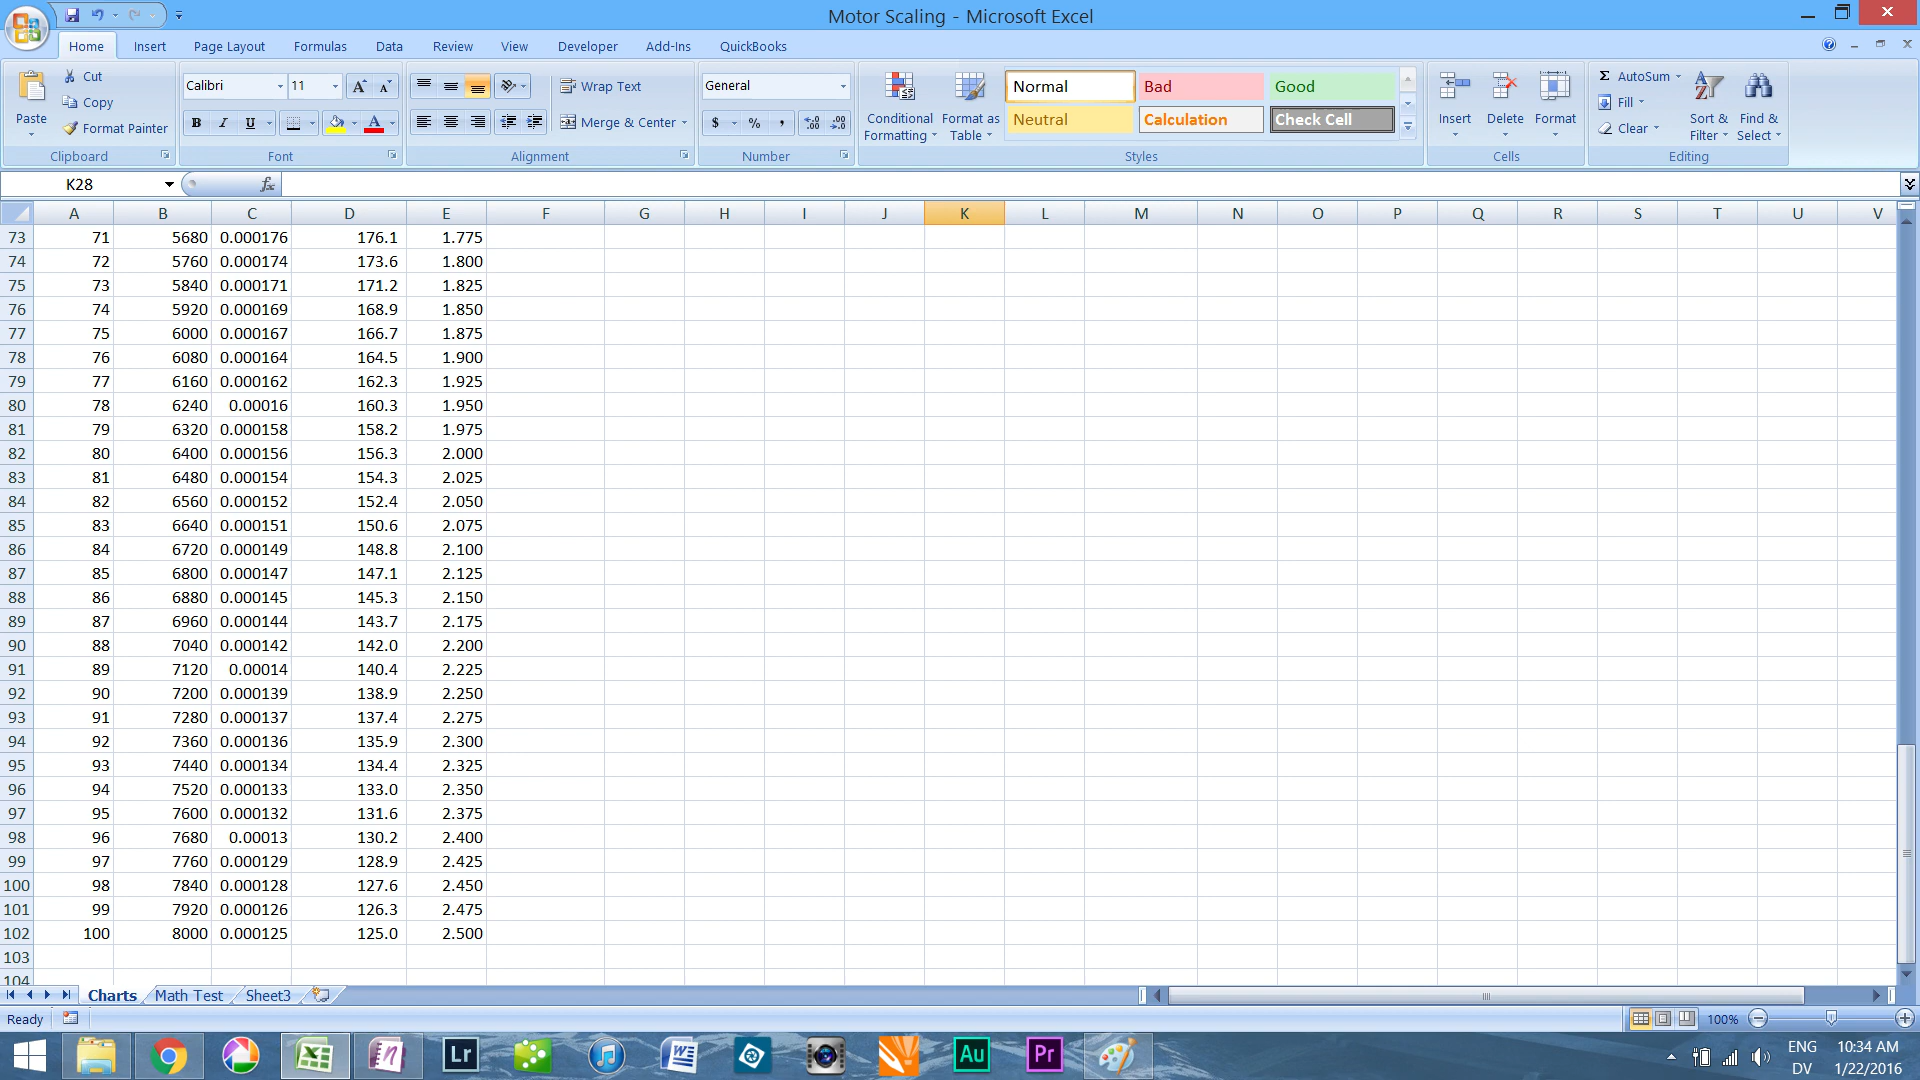 Motor Scaling - Microsoft Excel
Home Insert Page Layout Formulas Data Review View Developer Add-Ins QuickBooks
Paste Cut Copy Format Painter Clipboard
Calibri 11 B I U A Font
Wrap Text Merge & Center Alignment
General $ % , Number
Conditional Formatting Format as Table
Normal Bad Good
Neutral Calculation Check Cell
Styles
Insert Delete Format Cells
Σ AutoSum Fill Clear Sort & Filter Find & Select Editing
K28 fx
A B C D E F G H I J K L M N O P Q R S T U V
73 71 5680 0.000176 176.1 1.775
74 72 5760 0.000174 173.6 1.800
75 73 5840 0.000171 171.2 1.825
76 74 5920 0.000169 168.9 1.850
77 75 6000 0.000167 166.7 1.875
78 76 6080 0.000164 164.5 1.900
79 77 6160 0.000162 162.3 1.925
80 78 6240 0.00016 160.3 1.950
81 79 6320 0.000158 158.2 1.975
82 80 6400 0.000156 156.3 2.000
83 81 6480 0.000154 154.3 2.025
84 82 6560 0.000152 152.4 2.050
85 83 6640 0.000151 150.6 2.075
86 84 6720 0.000149 148.8 2.100
87 85 6800 0.000147 147.1 2.125
88 86 6880 0.000145 145.3 2.150
89 87 6960 0.000144 143.7 2.175
90 88 7040 0.000142 142.0 2.200
91 89 7120 0.00014 140.4 2.225
92 90 7200 0.000139 138.9 2.250
93 91 7280 0.000137 137.4 2.275
94 92 7360 0.000136 135.9 2.300
95 93 7440 0.000134 134.4 2.325
96 94 7520 0.000133 133.0 2.350
97 95 7600 0.000132 131.6 2.375
98 96 7680 0.00013 130.2 2.400
99 97 7760 0.000129 128.9 2.425
100 98 7840 0.000128 127.6 2.450
101 99 7920 0.000126 126.3 2.475
102 100 8000 0.000125 125.0 2.500
103
104
Charts Math Test Sheet3
Ready 100%
Lr Au Pr
ENG 10:34 AM
DV 1/22/2016